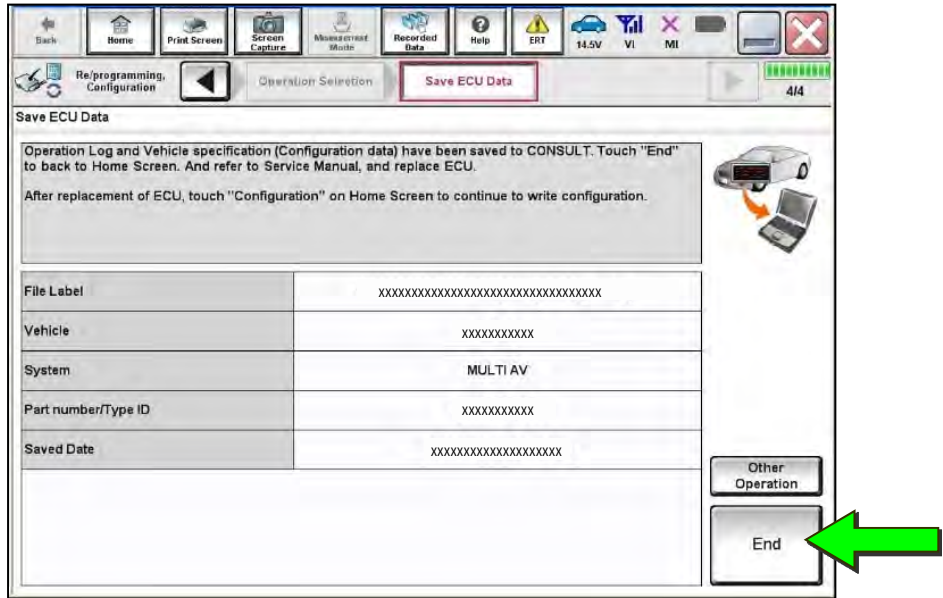 Back
Home
Print Screen
Screen
Capture
Measurement
Mode
Recorded
Data
Help
ERT
14.5V
VI
MI
Re/programming,
Configuration
Operation Selection
Save ECU Data
4/4
Save ECU Data
Operation Log and Vehicle specification (Configuration data) have been saved to CONSULT. Touch "End"
to back to Home Screen. And refer to Service Manual, and replace ECU.
After replacement of ECU, touch "Configuration" on Home Screen to continue to write configuration.
File Label
XXXXXXXXXXXXXXXXXXXXXXXXXXXXXXXXXX
Vehicle
XXXXXXXXXXX
System
MULTI AV
Part number/Type ID
XXXXXXXXXXX
Saved Date
XXXXXXXXXXXXXXXXXXXX
Other
Operation
End